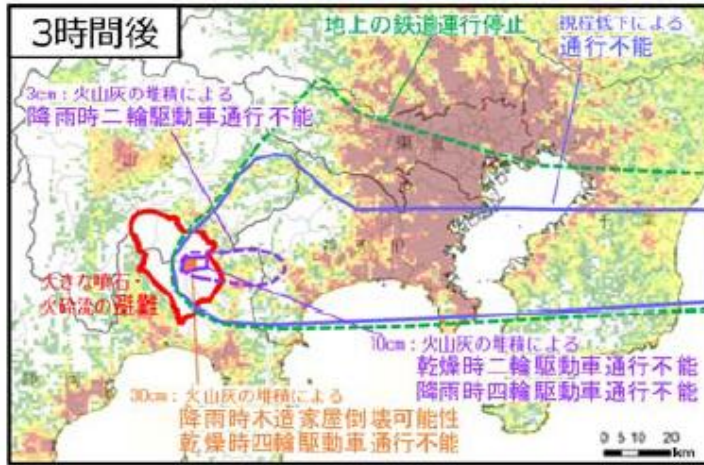 3時間後
地上の鉄道運行停止
視程低下による
通行不能
3cm：火山灰の堆積による
降雨時二輪駆動車通行不能
大きな噴石・
火砕流の避難
10cm：火山灰の堆積による
乾燥時二輪駆動車通行不能
降雨時四輪駆動車通行不能
30cm：火山灰の堆積による
降雨時木造家屋倒壊可能性
乾燥時四輪駆動車通行不能
0 5 10 20
km